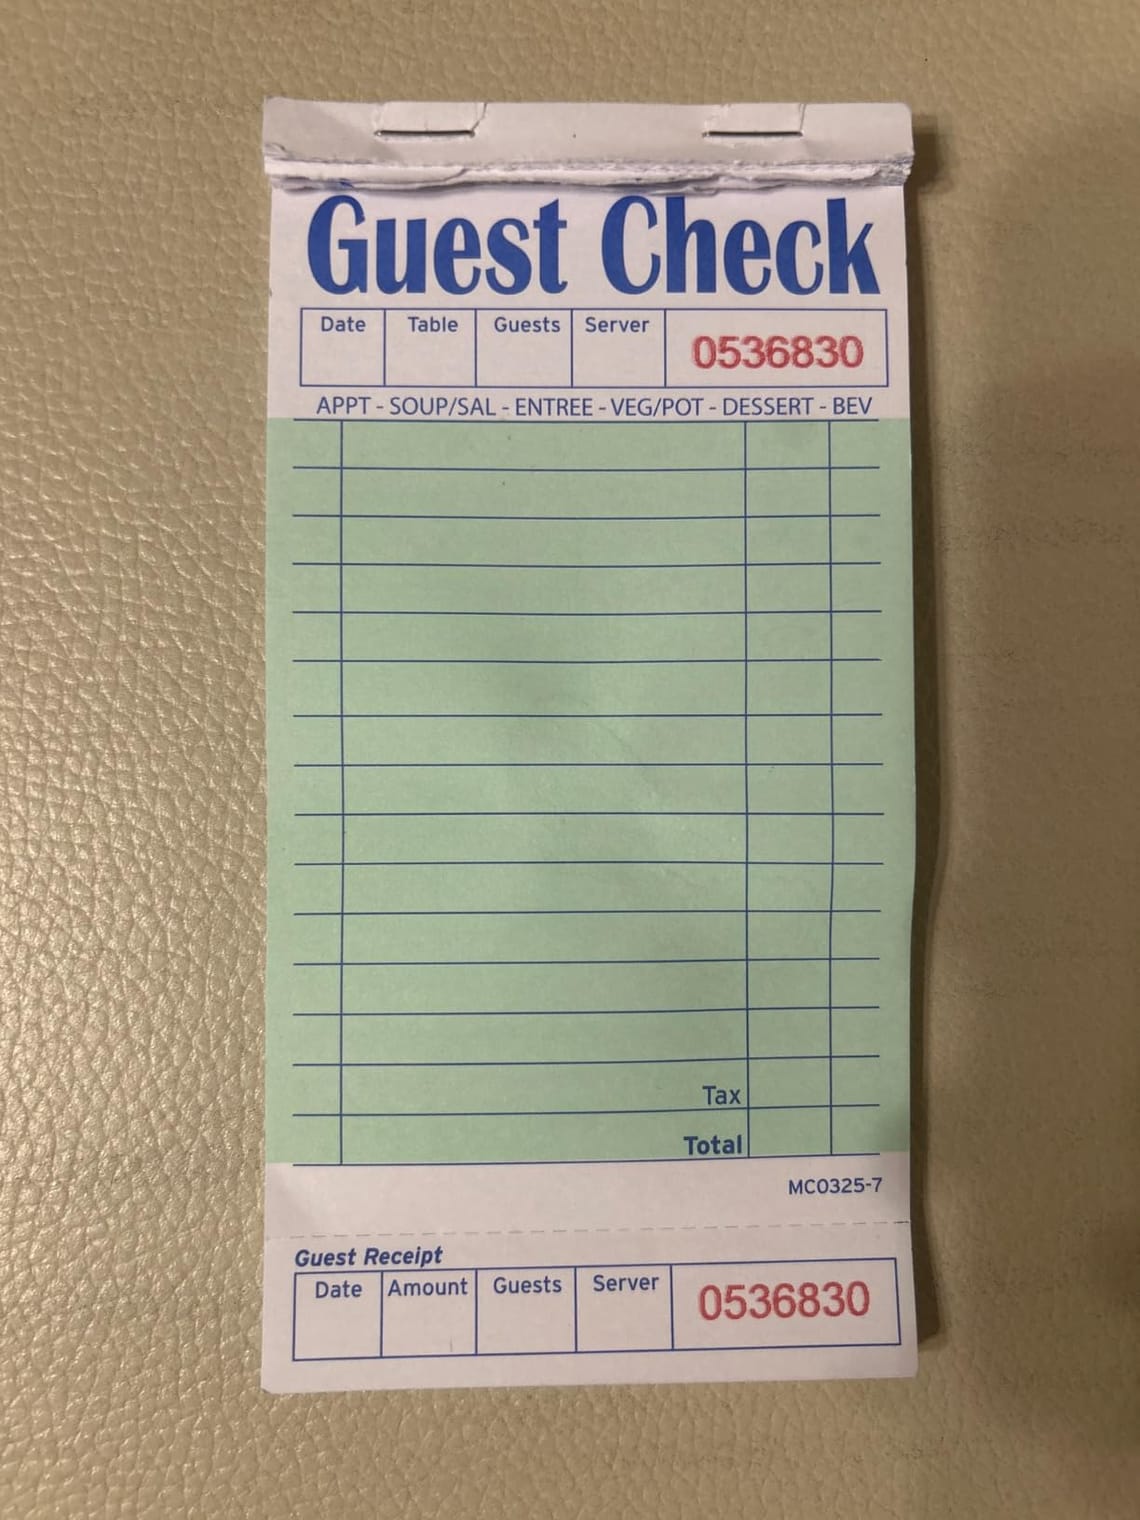 Guest Check
Date Table Guests Server 0536830
APPT - SOUP/SAL - ENTREE - VEG/POT - DESSERT - BEV
Tax
Total
MC0325-7
Guest Receipt
Date Amount Guests Server 0536830